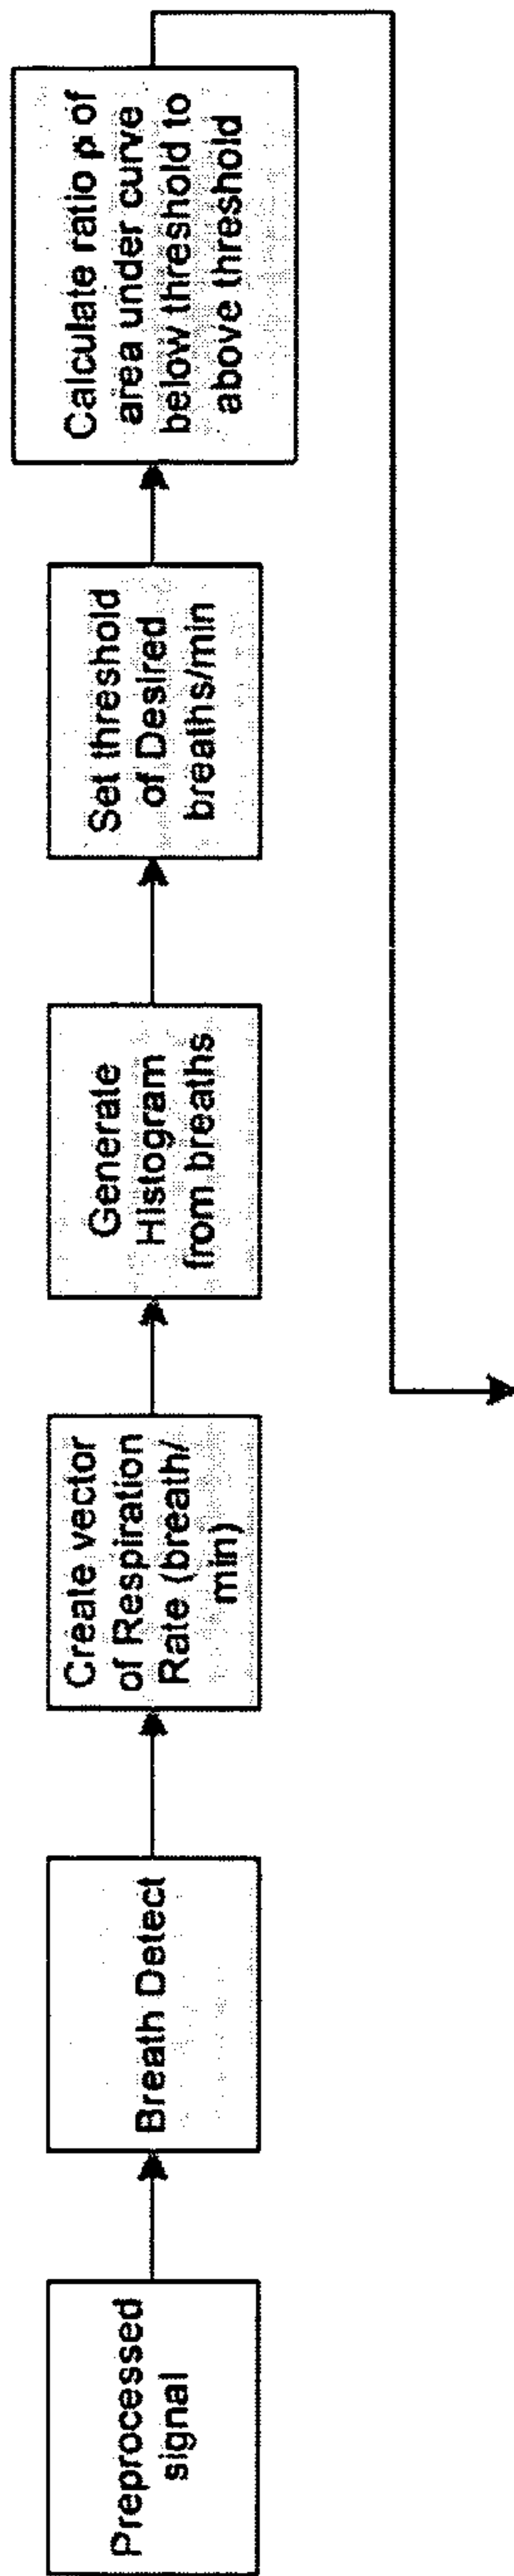 Preprocessed
signal
Breath Detect
Create vector
of Respiration
Rate (breath/
min)
Generate
Histogram
from breaths
Set threshold
of Desired
breaths/min
Calculate ratio p of
area under curve
below threshold to
above threshold